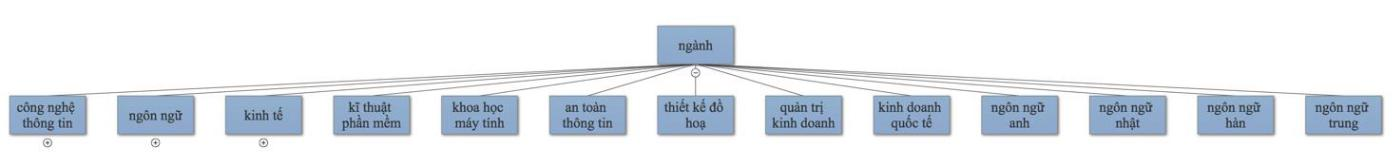 ngành
công nghệ
thông tin
ngôn ngữ
kinh tế
kĩ thuật
phần mềm
khoa học
máy tính
an toàn
thông tin
thiết kế đồ
hoạ
quản trị
kinh doanh
kinh doanh
quốc tế
ngôn ngữ
anh
ngôn ngữ
nhật
ngôn ngữ
hàn
ngôn ngữ
trung